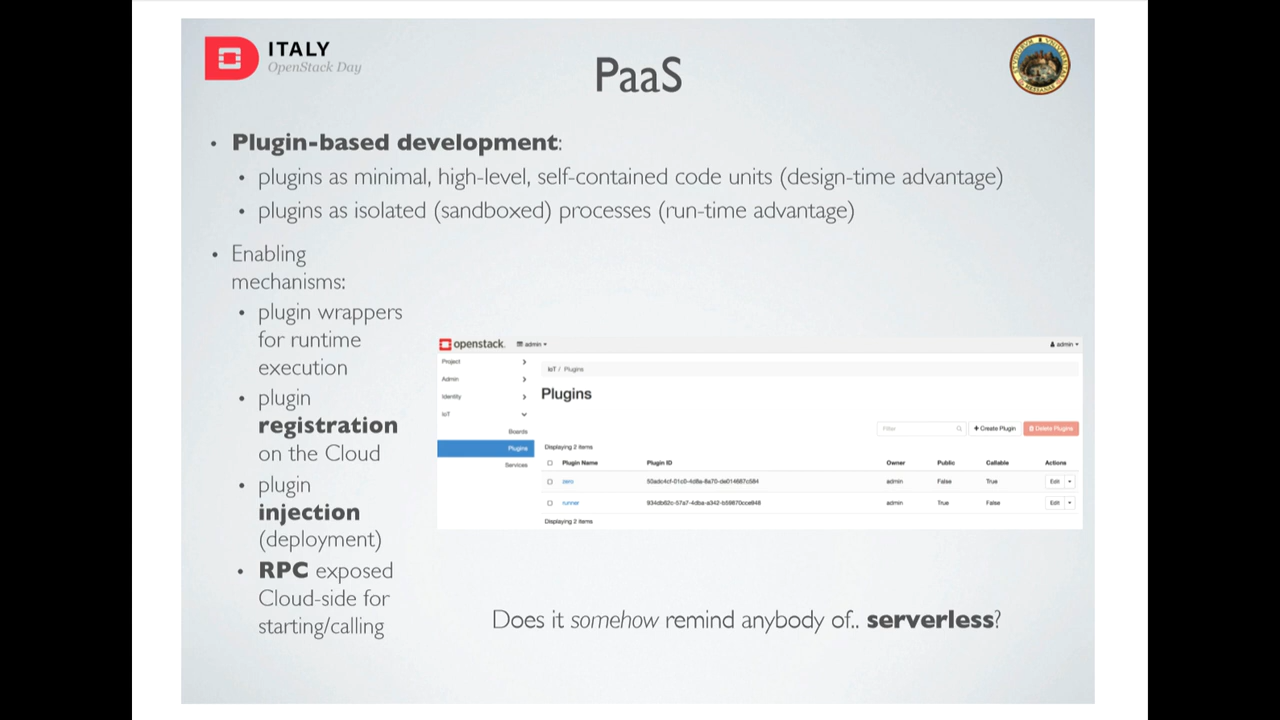 ITALY
OpenStack Day
PaaS
• Plugin-based development:
• plugins as minimal, high-level, self-contained code units (design-time advantage)
• plugins as isolated (sandboxed) processes (run-time advantage)
• Enabling
mechanisms:
• plugin wrappers
for runtime
execution
• plugin
registration
on the Cloud
• plugin
injection
(deployment)
• RPC exposed
Cloud-side for
starting/calling
openstack. admin admin
Project
Admin
Identity
IoT
Boards
Plugins
Services
IoT / Plugins
Plugins
Filter + Create Plugin Delete Plugins
Displaying 2 items
Plugin Name Plugin ID Owner Public Callable Actions
admin False True Edit
runner admin True False Edit
Displaying 2 items
Does it somehow remind anybody of.. serverless?